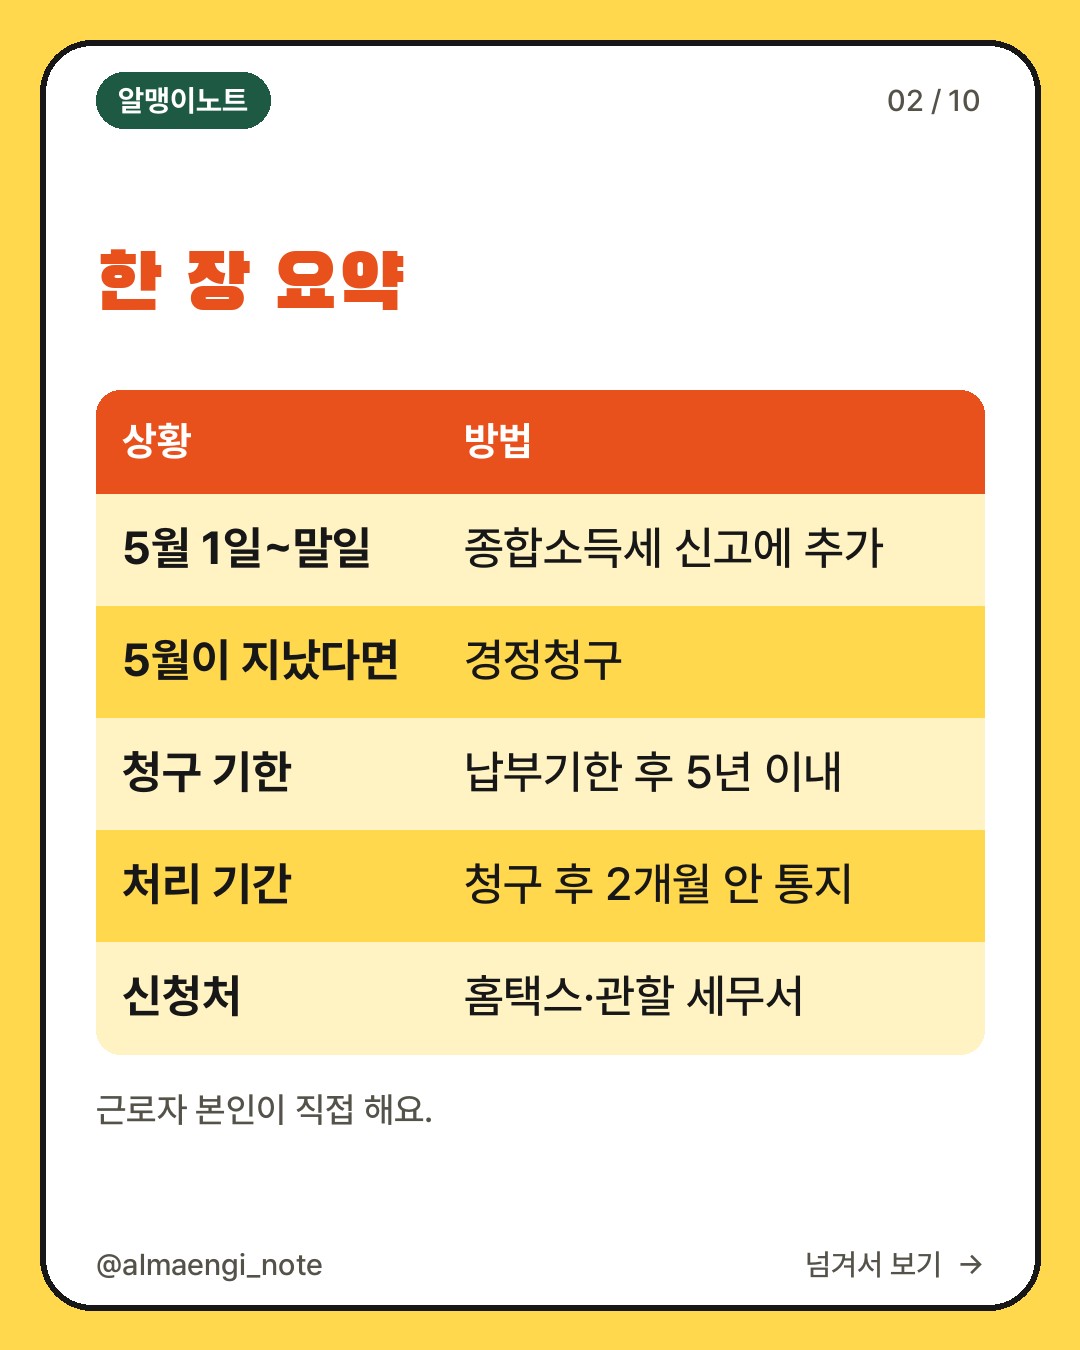 알맹이노트
02 / 10
한 장 요약
상황 방법
5월 1일~말일 종합소득세 신고에 추가
5월이 지났다면 경정청구
청구 기한 납부기한 후 5년 이내
처리 기간 청구 후 2개월 안 통지
신청처 홈택스·관할 세무서
근로자 본인이 직접 해요.
@almaengi_note
넘겨서 보기 →